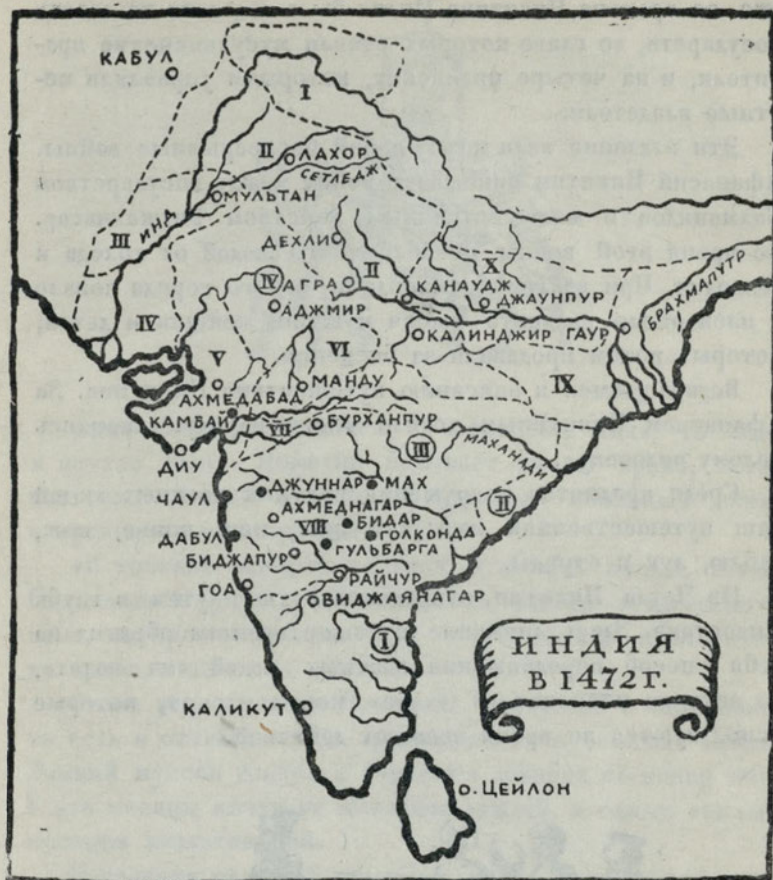 КАБУЛ
I
II
ЛАХОР
СЕТЛЕДЖ
МУЛЬТАН
III
ИНД
ДЕХЛИ
II
X
IV
АГРА
КАНАУДЖ
ДЖАУНПУР
БРАХМАПУТР
АДЖМИР
КАЛИНДЖИР
ГАУР
IV
V
VI
IX
МАНДУ
АХМЕДАБАД
КАМБАЙ
VII
БУРХАНПУР
III
МАХАНАДИ
ДИУ
ДЖУННАР
МАХ
II
ЧАУЛ
АХМЕДНАГАР
VIII
БИДАР
ДАБУЛ
ГОЛКОНДА
БИДЖАПУР
ГУЛЬБАРГА
РАЙЧУР
ГОА
ВИДЖАЯНАГАР
I
ИНДИЯ
В 1472 Г.
КАЛИКУТ
О. ЦЕЙЛОН